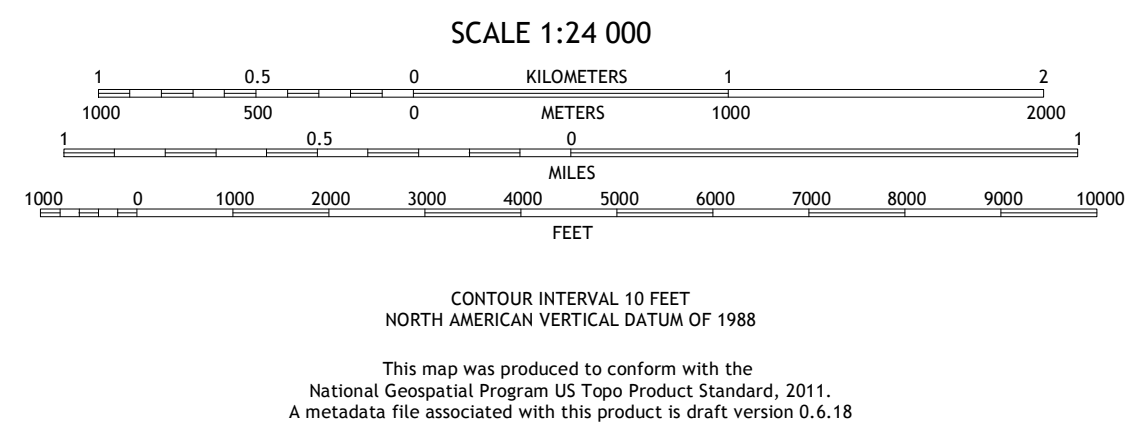 SCALE 1:24 000
1 0.5 0 KILOMETERS 1 2
1000 500 0 METERS 1000 2000
1 0.5 0 1
MILES
1000 0 1000 2000 3000 4000 5000 6000 7000 8000 9000 10000
FEET
CONTOUR INTERVAL 10 FEET
NORTH AMERICAN VERTICAL DATUM OF 1988
This map was produced to conform with the
National Geospatial Program US Topo Product Standard, 2011.
A metadata file associated with this product is draft version 0.6.18